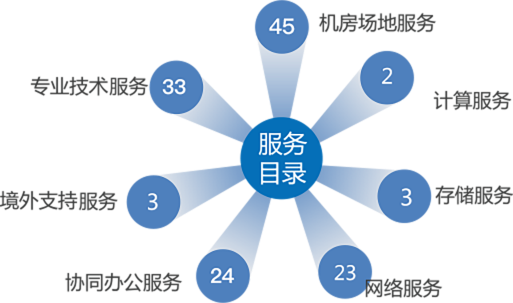 服务
目录
45
机房场地服务
2
计算服务
3
存储服务
23
网络服务
24
协同办公服务
3
境外支持服务
33
专业技术服务